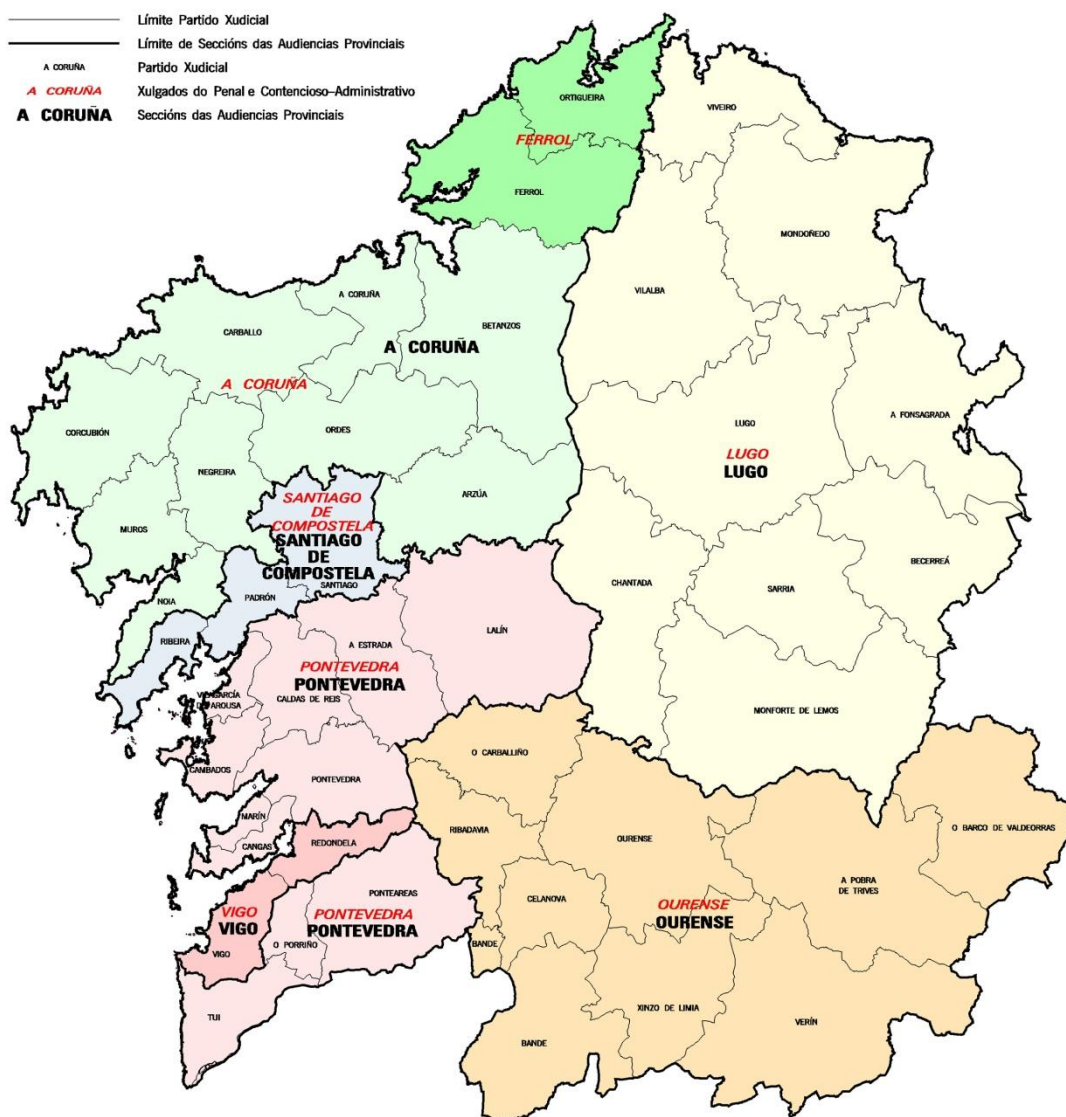 Límite Partido Xudicial
Límite de Seccións das Audiencias Provinciais
A CORUÑA Partido Xudicial
A CORUÑA Xulgados do Penal e Contencioso-Administrativo
A CORUÑA Seccións das Audiencias Provinciais
ORTIGUEIRA
FERROL
FERROL
VIVEIRO
MONDOÑEDO
VILALBA
A CORUÑA
CARBALLO
BETANZOS
A CORUÑA
A CORUÑA
CORCUBIÓN
ORDES
NEGREIRA
ARZÚA
MUROS
LUGO
A FONSAGRADA
LUGO
LUGO
SANTIAGO
DE
COMPOSTELA
SANTIAGO
DE
COMPOSTELA
SANTIAGO
PADRÓN
NOIA
RIBEIRA
BECERREÁ
CHANTADA
SARRIA
LALÍN
A ESTRADA
PONTEVEDRA
PONTEVEDRA
CALDAS DE REIS
VILAGARCÍA
DE AROUSA
MONFORTE DE LEMOS
CAMBADOS
PONTEVEDRA
O CARBALLIÑO
MARÍN
CANGAS
REDONDELA
RIBADAVIA
OURENSE
O BARCO DE VALDEORRAS
A POBRA
DE TRIVES
PONTEAREAS
CELANOVA
VIGO
VIGO
VIGO
PONTEVEDRA
PONTEVEDRA
O PORRIÑO
OURENSE
OURENSE
BANDE
TUI
BANDE
XINZO DE LIMIA
VERÍN